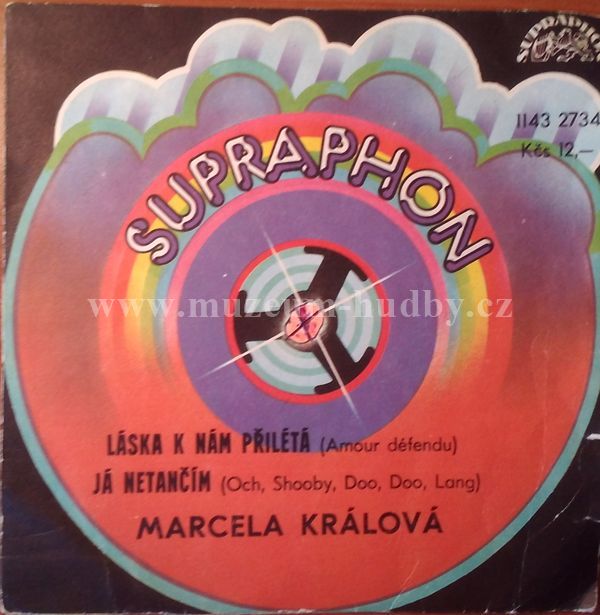 SUPRAPHON
1143 2734
Kčs 12,—
SUPRAPHON
www.muzeum-hudby.cz
LÁSKA K NÁM PŘILÉTÁ (Amour défendu)
JÁ NETANČÍM (Och, Shooby, Doo, Doo, Lang)
MARCELA KRÁLOVÁ